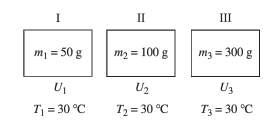 I II III
m₁ = 50 g m₂ = 100 g m₃ = 300 g
U₁ U₂ U₃
T₁ = 30 °C T₂ = 30 °C T₃ = 30 °C